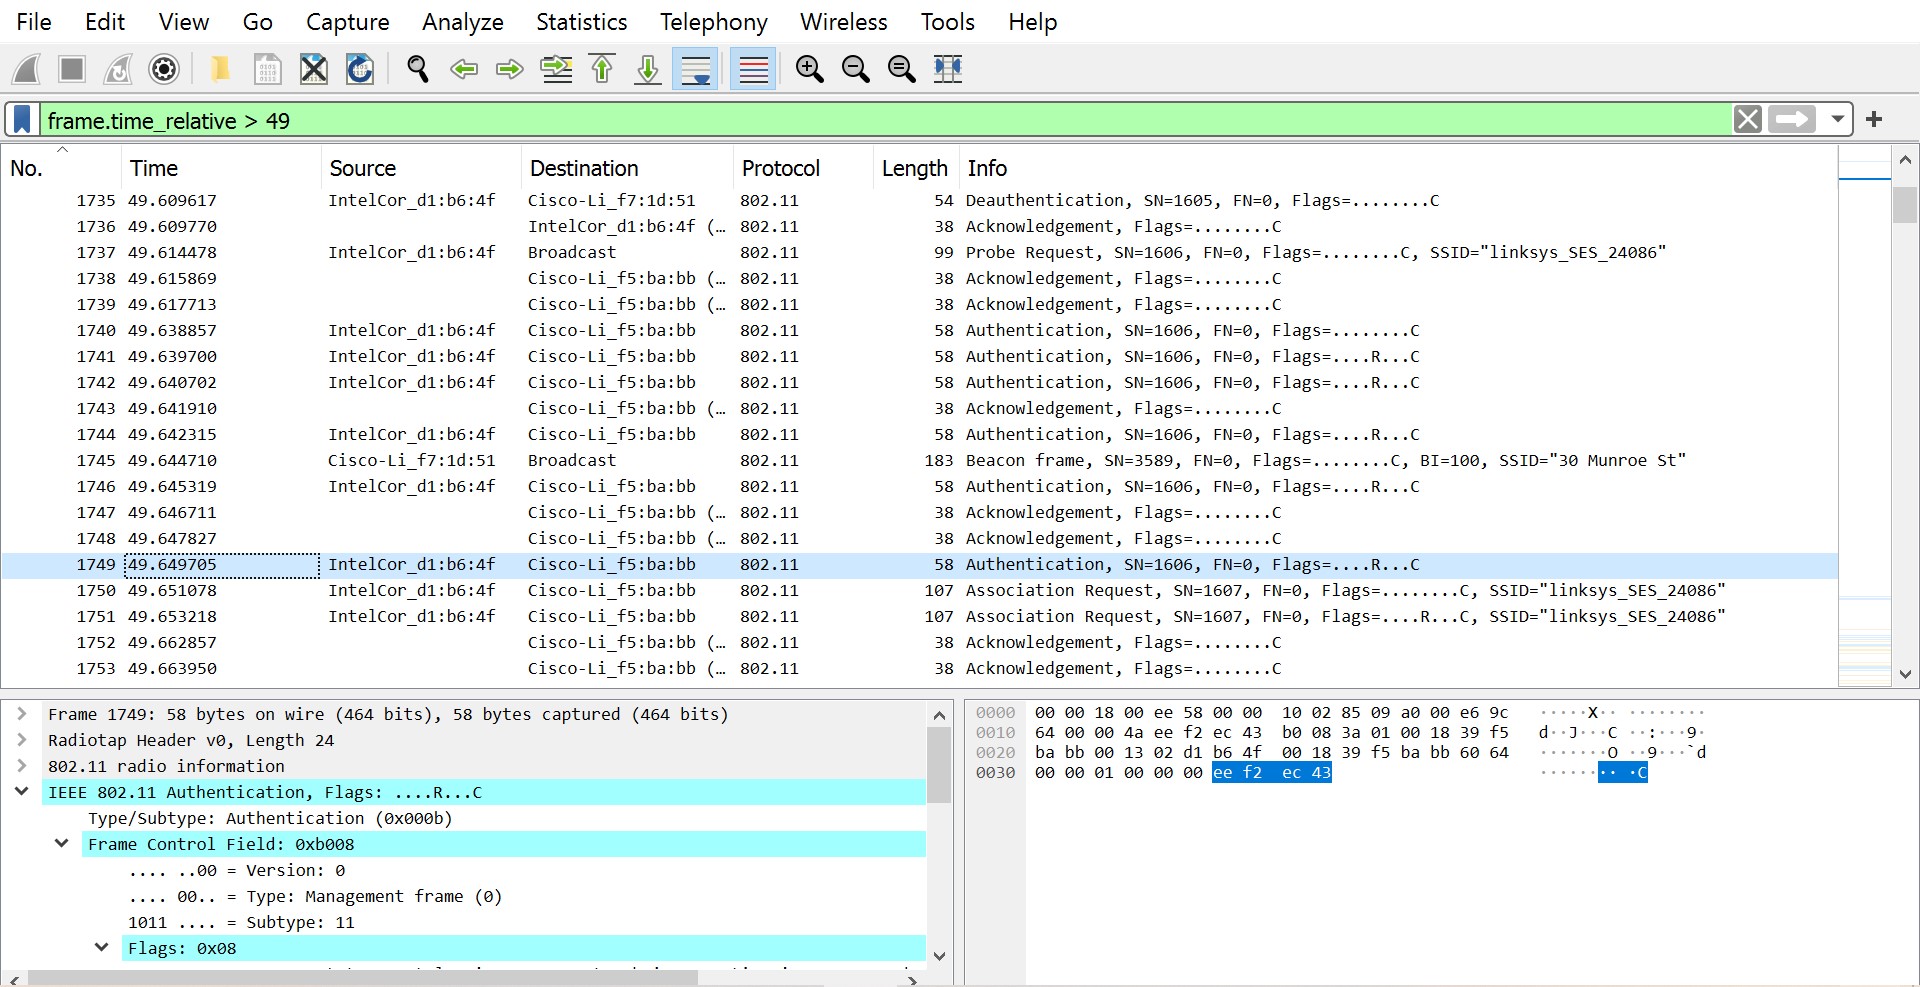 File Edit View Go Capture Analyze Statistics Telephony Wireless Tools Help
frame.time_relative > 49
No. Time Source Destination Protocol Length Info
1735 49.609617 IntelCor_d1:b6:4f Cisco-Li_f7:1d:51 802.11 54 Deauthentication, SN=1605, FN=0, Flags=........C
1736 49.609770 IntelCor_d1:b6:4f (… 802.11 38 Acknowledgement, Flags=........C
1737 49.614478 IntelCor_d1:b6:4f Broadcast 802.11 99 Probe Request, SN=1606, FN=0, Flags=........C, SSID="linksys_SES_24086"
1738 49.615869 Cisco-Li_f5:ba:bb (… 802.11 38 Acknowledgement, Flags=........C
1739 49.617713 Cisco-Li_f5:ba:bb (… 802.11 38 Acknowledgement, Flags=........C
1740 49.638857 IntelCor_d1:b6:4f Cisco-Li_f5:ba:bb 802.11 58 Authentication, SN=1606, FN=0, Flags=........C
1741 49.639700 IntelCor_d1:b6:4f Cisco-Li_f5:ba:bb 802.11 58 Authentication, SN=1606, FN=0, Flags=....R...C
1742 49.640702 IntelCor_d1:b6:4f Cisco-Li_f5:ba:bb 802.11 58 Authentication, SN=1606, FN=0, Flags=....R...C
1743 49.641910 Cisco-Li_f5:ba:bb (… 802.11 38 Acknowledgement, Flags=........C
1744 49.642315 IntelCor_d1:b6:4f Cisco-Li_f5:ba:bb 802.11 58 Authentication, SN=1606, FN=0, Flags=....R...C
1745 49.644710 Cisco-Li_f7:1d:51 Broadcast 802.11 183 Beacon frame, SN=3589, FN=0, Flags=........C, BI=100, SSID="30 Munroe St"
1746 49.645319 IntelCor_d1:b6:4f Cisco-Li_f5:ba:bb 802.11 58 Authentication, SN=1606, FN=0, Flags=....R...C
1747 49.646711 Cisco-Li_f5:ba:bb (… 802.11 38 Acknowledgement, Flags=........C
1748 49.647827 Cisco-Li_f5:ba:bb (… 802.11 38 Acknowledgement, Flags=........C
1749 49.649705 IntelCor_d1:b6:4f Cisco-Li_f5:ba:bb 802.11 58 Authentication, SN=1606, FN=0, Flags=....R...C
1750 49.651078 IntelCor_d1:b6:4f Cisco-Li_f5:ba:bb 802.11 107 Association Request, SN=1607, FN=0, Flags=........C, SSID="linksys_SES_24086"
1751 49.653218 IntelCor_d1:b6:4f Cisco-Li_f5:ba:bb 802.11 107 Association Request, SN=1607, FN=0, Flags=....R...C, SSID="linksys_SES_24086"
1752 49.662857 Cisco-Li_f5:ba:bb (… 802.11 38 Acknowledgement, Flags=........C
1753 49.663950 Cisco-Li_f5:ba:bb (… 802.11 38 Acknowledgement, Flags=........C
Frame 1749: 58 bytes on wire (464 bits), 58 bytes captured (464 bits)
Radiotap Header v0, Length 24
802.11 radio information
IEEE 802.11 Authentication, Flags: ....R...C
Type/Subtype: Authentication (0x000b)
Frame Control Field: 0xb008
.... ..00 = Version: 0
.... 00.. = Type: Management frame (0)
1011 .... = Subtype: 11
Flags: 0x08
0000 00 00 18 00 ee 58 00 00 10 02 85 09 a0 00 e6 9c ·····X·· ········
0010 64 00 00 4a ee f2 ec 43 b0 08 3a 01 00 18 39 f5 d··J···C ··:···9·
0020 ba bb 00 13 02 d1 b6 4f 00 18 39 f5 ba bb 60 64 ·······O ··9···`d
0030 00 00 01 00 00 00 ee f2 ec 43 ········ ·C